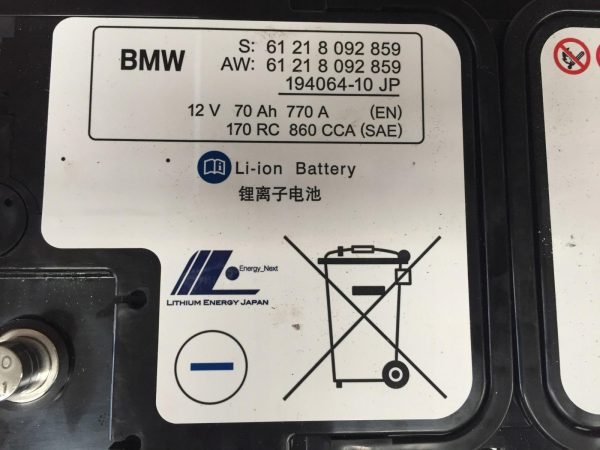 BMW
S: 61 21 8 092 859
AW: 61 21 8 092 859
194064-10 JP
12 V 70 Ah 770 A (EN)
170 RC 860 CCA (SAE)
Li-ion Battery
锂离子电池
Energy_Next
LITHIUM ENERGY JAPAN